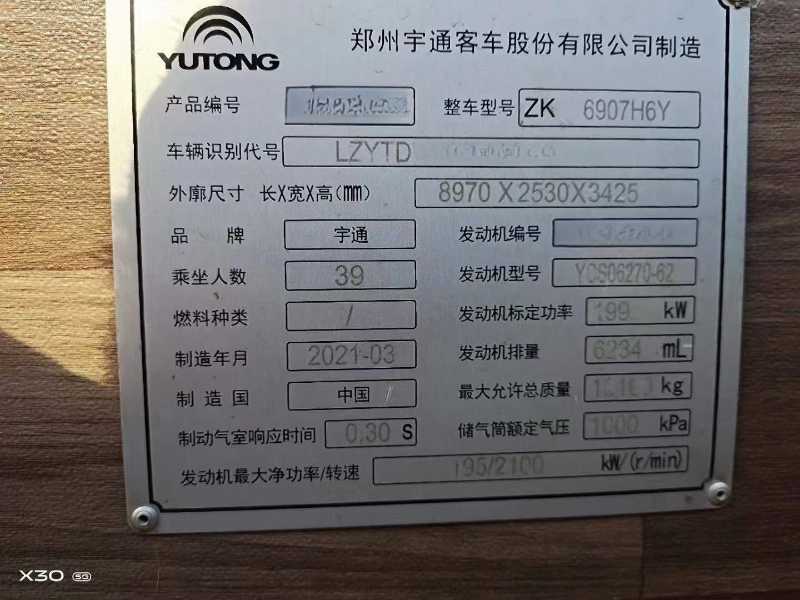 YUTONG
郑州宇通客车股份有限公司制造
产品编号 整车型号 ZK 6907H6Y
车辆识别代号 LZYTD
外廓尺寸 长X宽X高(mm) 8970X2530X3425
品 牌 宇通 发动机编号
乘坐人数 39 发动机型号 YCS06270-62
燃料种类 / 发动机标定功率 199 kW
制造年月 2021-03 发动机排量 6234 mL
制造国 中国 / 最大允许总质量 kg
制动气室响应时间 0.30 S 储气筒额定气压 1000 kPa
发动机最大净功率/转速 195/2100 kW/(r/min)
X30 5G